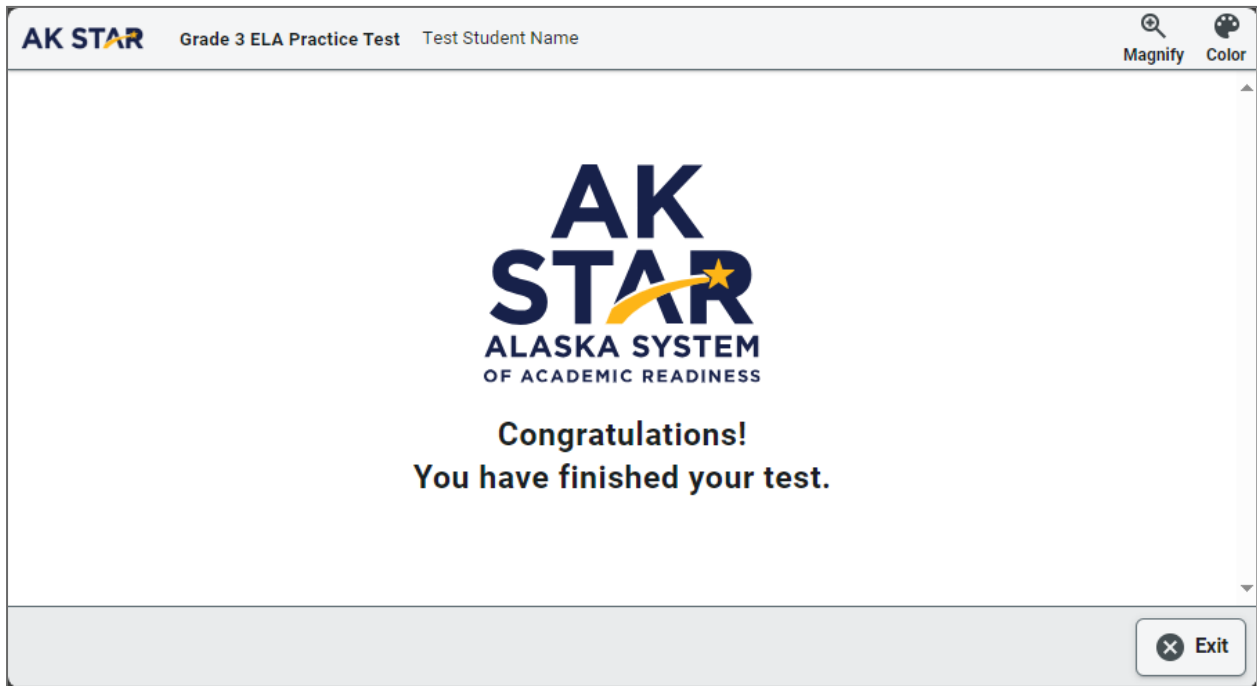 AK STAR Grade 3 ELA Practice Test Test Student Name
Magnify Color
AK
STAR
ALASKA SYSTEM
OF ACADEMIC READINESS
Congratulations!
You have finished your test.
Exit